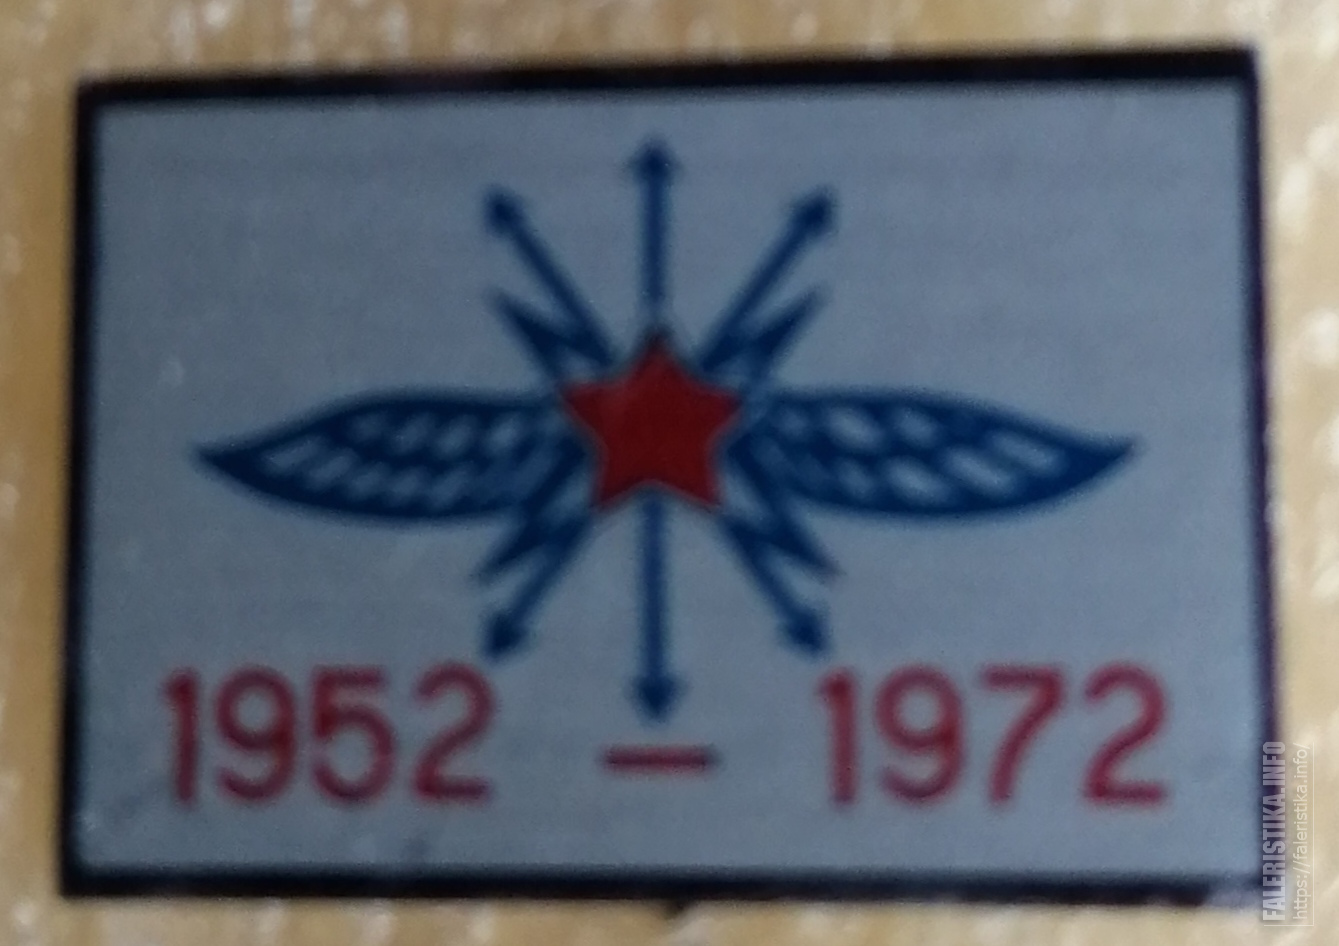 1952 – 1972
FALERISTIKA.INFO
https://faleristika.info/